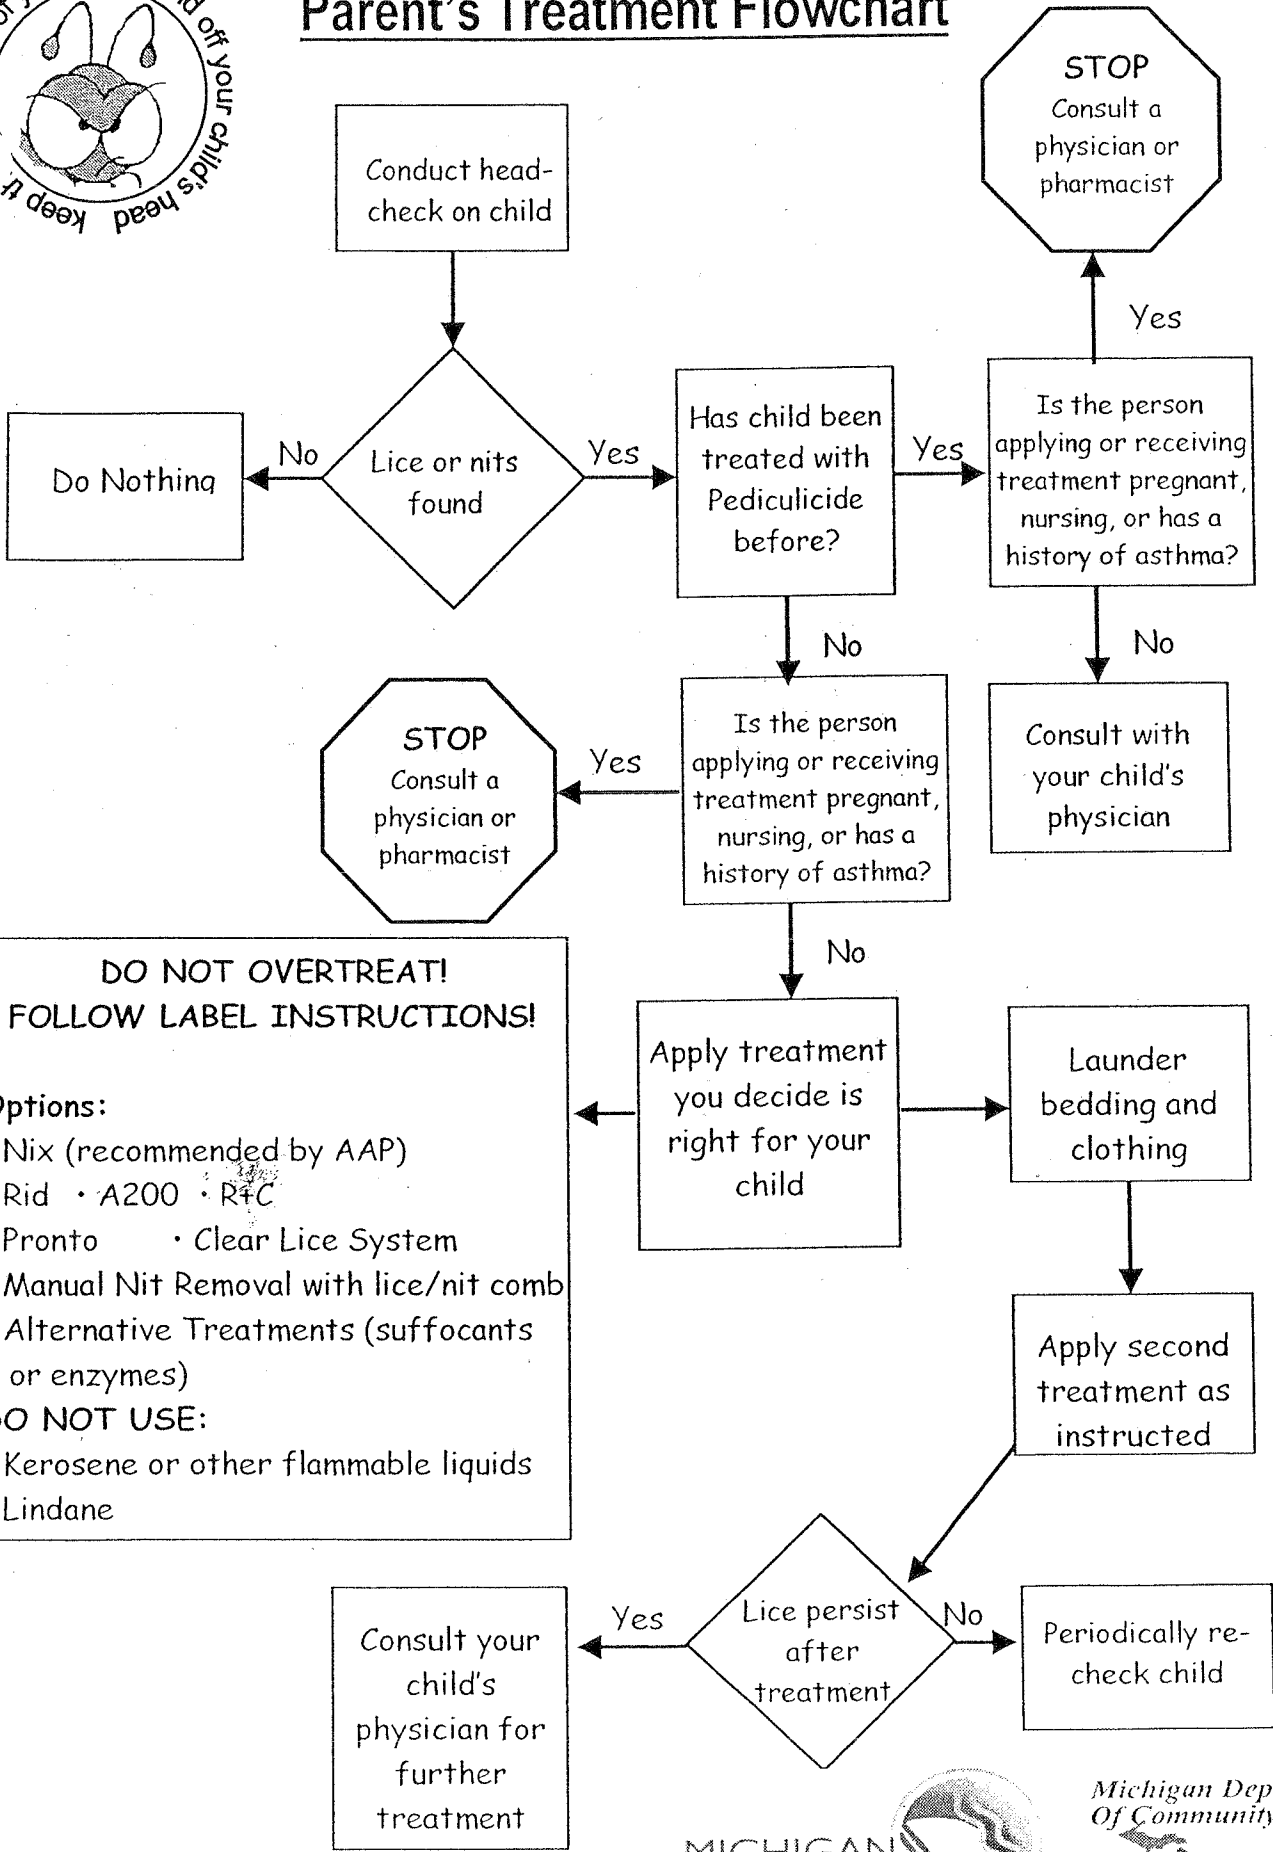 Parent's Treatment Flowchart
off your child's head
keep
STOP
Consult a
physician or
pharmacist
Conduct head-
check on child
Yes
Do Nothing
No
Lice or nits
found
Yes
Has child been
treated with
Pediculicide
before?
Yes
Is the person
applying or receiving
treatment pregnant,
nursing, or has a
history of asthma?
No
No
STOP
Consult a
physician or
pharmacist
Yes
Is the person
applying or receiving
treatment pregnant,
nursing, or has a
history of asthma?
Consult with
your child's
physician
No
DO NOT OVERTREAT!
FOLLOW LABEL INSTRUCTIONS!
ptions:
Nix (recommended by AAP)
Rid · A200 · R+C
Pronto · Clear Lice System
Manual Nit Removal with lice/nit comb
Alternative Treatments (suffocants
or enzymes)
O NOT USE:
Kerosene or other flammable liquids
Lindane
Apply treatment
you decide is
right for your
child
Launder
bedding and
clothing
Apply second
treatment as
instructed
Lice persist
after
treatment
Yes
No
Consult your
child's
physician for
further
treatment
Periodically re-
check child
MICHIGAN
Michigan Dep
Of Community